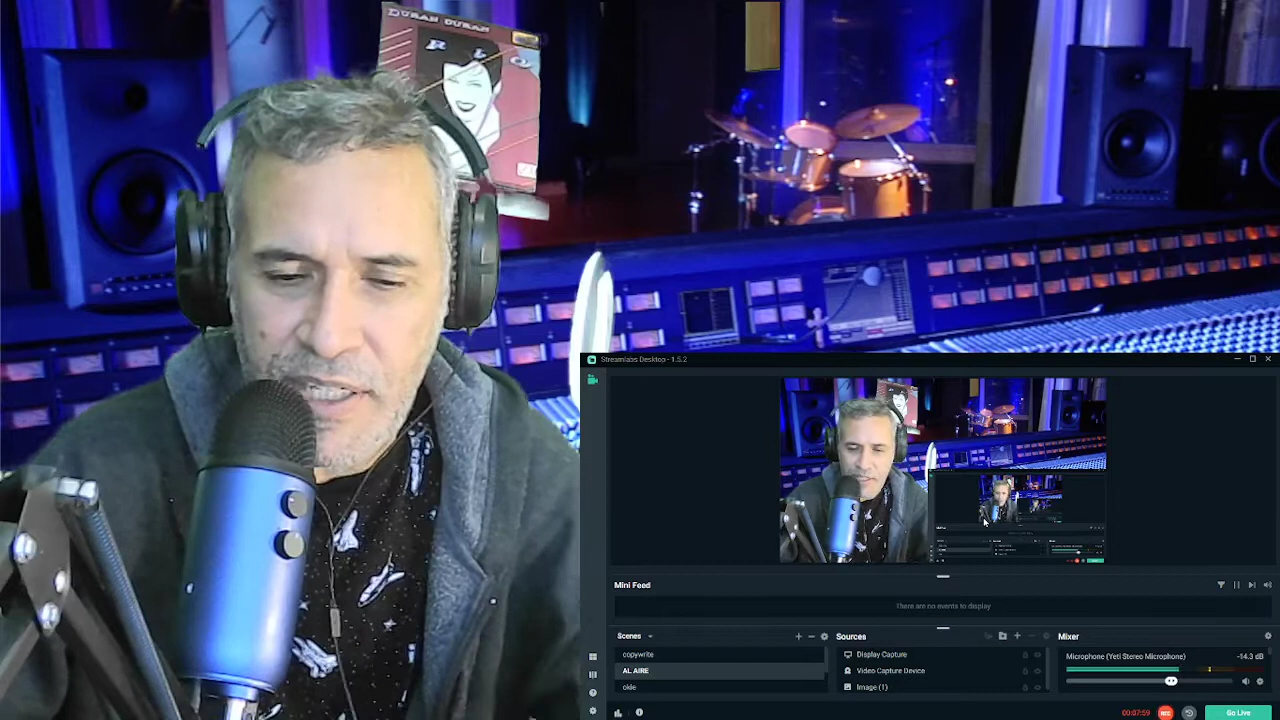 DURAN DURAN
R I O
Streamlabs Desktop - 1.5.2
Mini Feed
There are no events to display
Scenes
copywrite
AL AIRE
okie
Sources
Display Capture
Video Capture Device
Image (1)
Mixer
Microphone (Yeti Stereo Microphone)
-14.3 dB
00:07:59
REC
Go Live